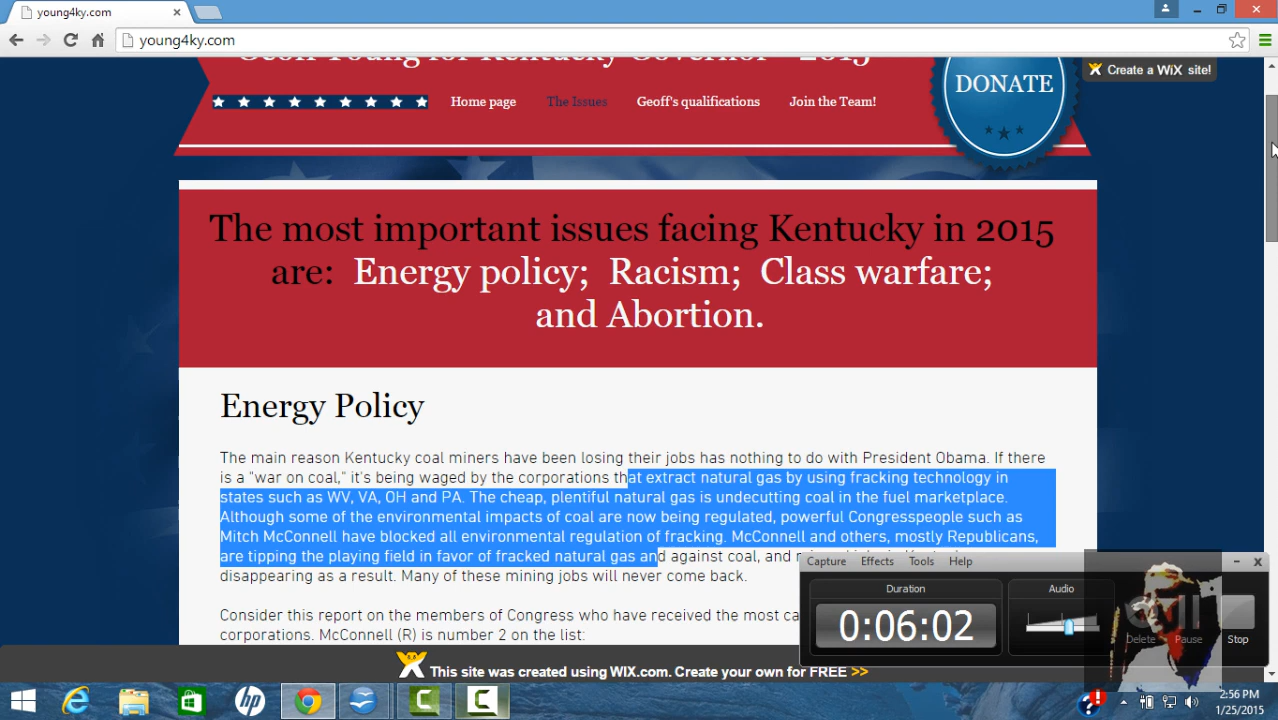 young4ky.com
young4ky.com
Geoff Young for Kentucky Governor - 2015
Create a WiX site!
DONATE
Home page The Issues Geoff's qualifications Join the Team!
The most important issues facing Kentucky in 2015
are: Energy policy; Racism; Class warfare;
and Abortion.
Energy Policy
The main reason Kentucky coal miners have been losing their jobs has nothing to do with President Obama. If there
is a "war on coal," it's being waged by the corporations that extract natural gas by using fracking technology in
states such as WV, VA, OH and PA. The cheap, plentiful natural gas is undecutting coal in the fuel marketplace.
Although some of the environmental impacts of coal are now being regulated, powerful Congresspeople such as
Mitch McConnell have blocked all environmental regulation of fracking. McConnell and others, mostly Republicans,
are tipping the playing field in favor of fracked natural gas and against coal, and
disappearing as a result. Many of these mining jobs will never come back.
Consider this report on the members of Congress who have received the most
corporations. McConnell (R) is number 2 on the list:
Capture Effects Tools Help
Duration
0:06:02
Audio
Delete Pause Stop
This site was created using WIX.com. Create your own for FREE >>
hp
2:56 PM
1/25/2015